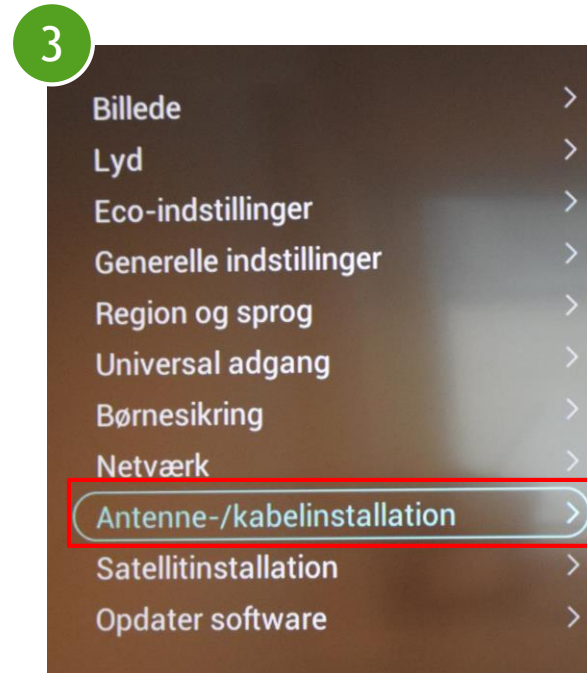 3
Billede
Lyd
Eco-indstillinger
Generelle indstillinger
Region og sprog
Universal adgang
Børnesikring
Netværk
Antenne-/kabelinstallation
Satellitinstallation
Opdater software